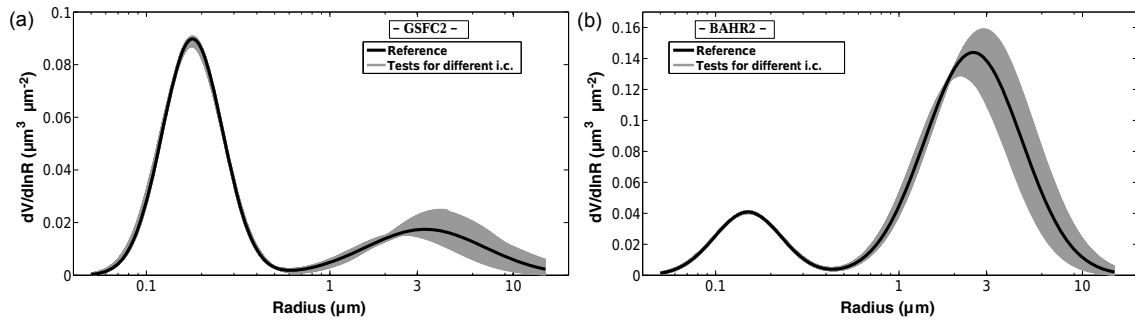 (a)
– GSFC2 –
Reference
Tests for different i.c.
dV/dlnR (µm³ µm⁻²)
0.1
0.08
0.06
0.04
0.02
0
0.1
1
3
10
Radius (µm)
(b)
– BAHR2 –
Reference
Tests for different i.c.
dV/dlnR (µm³ µm⁻²)
0.16
0.14
0.12
0.10
0.08
0.06
0.04
0.02
0
0.1
1
3
10
Radius (µm)